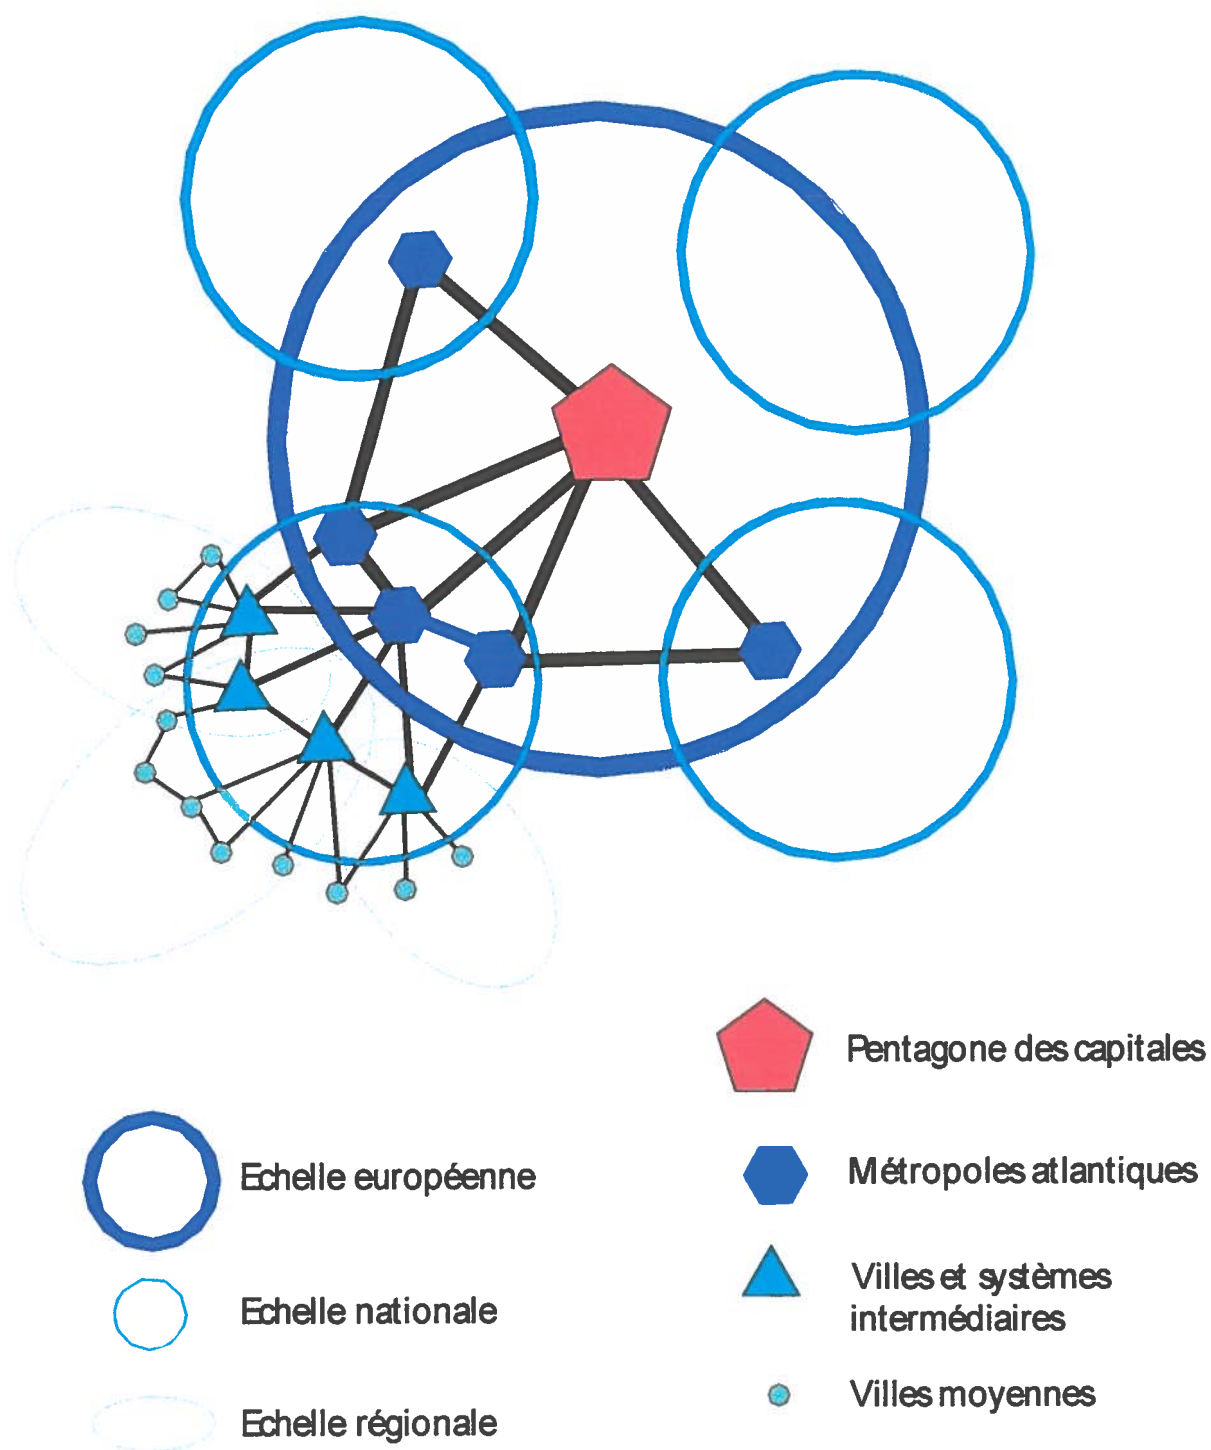 Pentagone des capitales
Echelle européenne
Métropoles atlantiques
Echelle nationale
Villes et systèmes
intermédiaires
Echelle régionale
Villes moyennes